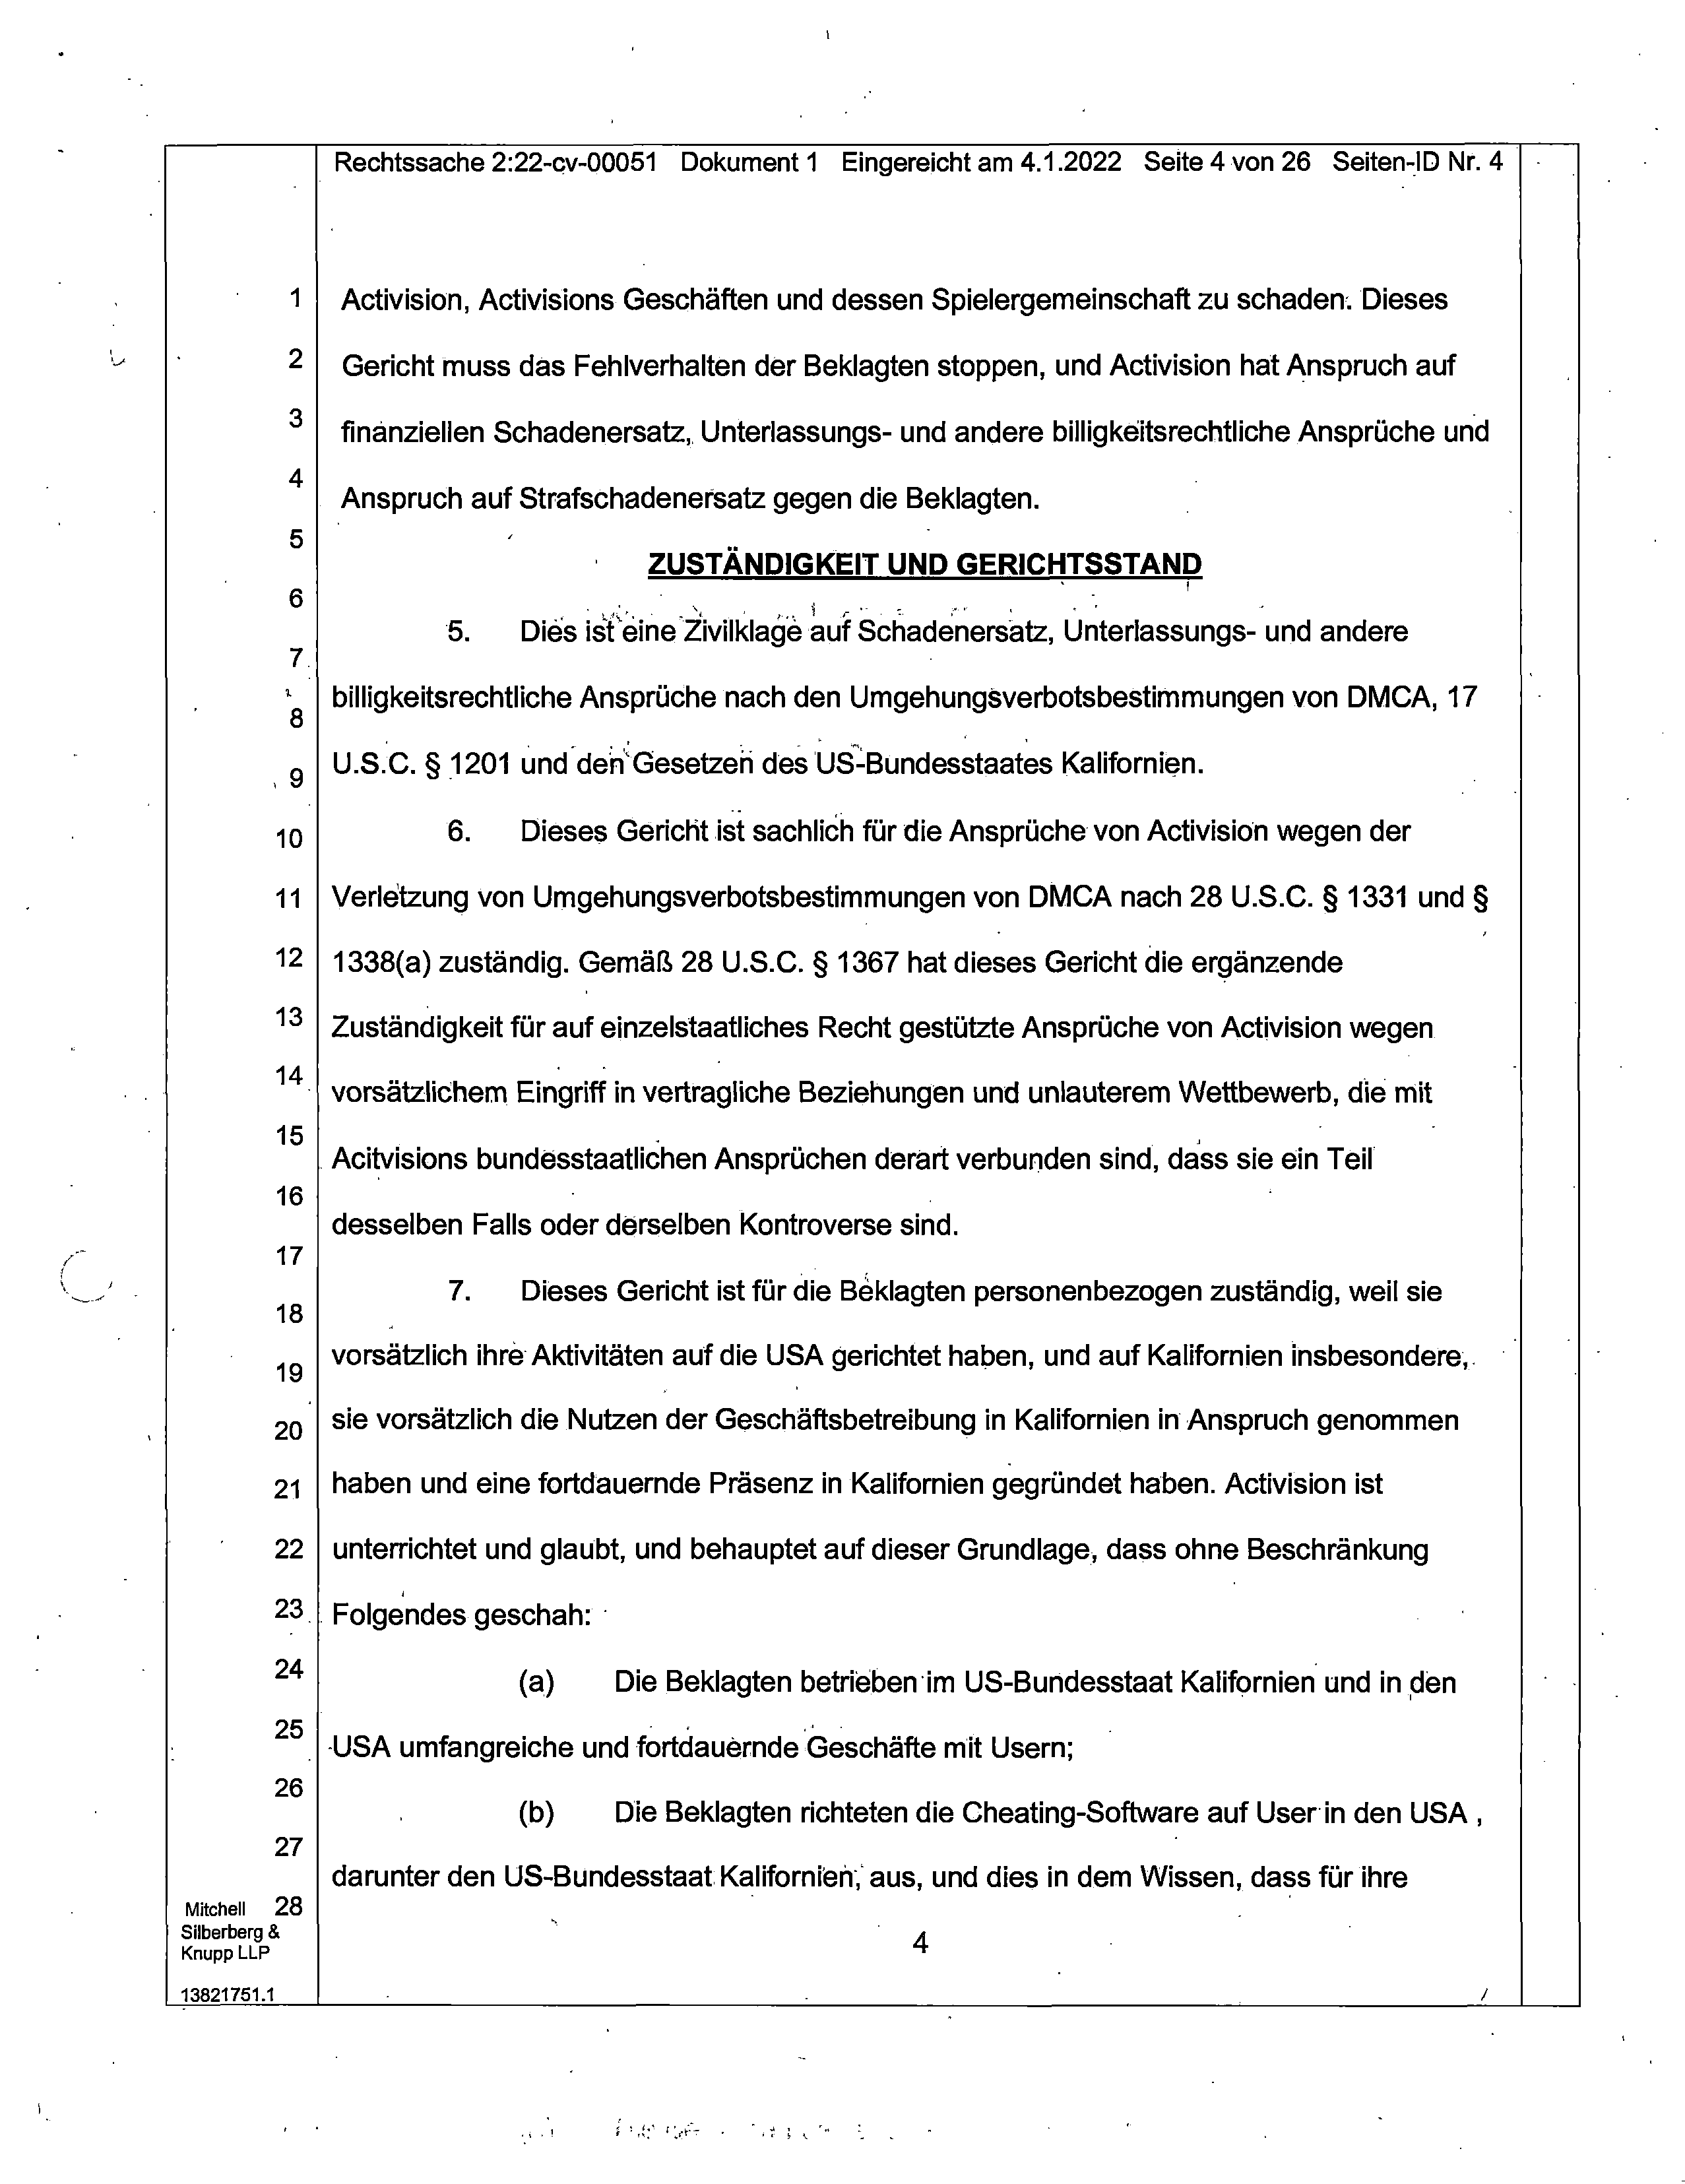 Rechtssache 2:22-cv-00051 Dokument 1 Eingereicht am 4.1.2022 Seite 4 von 26 Seiten-ID Nr. 4
1 Activision, Activisions Geschäften und dessen Spielergemeinschaft zu schaden. Dieses
2 Gericht muss das Fehlverhalten der Beklagten stoppen, und Activision hat Anspruch auf
3 finanziellen Schadenersatz, Unterlassungs- und andere billigkeitsrechtliche Ansprüche und
4 Anspruch auf Strafschadenersatz gegen die Beklagten.
5 ZUSTÄNDIGKEIT UND GERICHTSSTAND
6
5. Dies ist eine Zivilklage auf Schadenersatz, Unterlassungs- und andere
7
billigkeitsrechtliche Ansprüche nach den Umgehungsverbotsbestimmungen von DMCA, 17
8
9 U.S.C. § 1201 und den Gesetzen des US-Bundesstaates Kalifornien.
10 6. Dieses Gericht ist sachlich für die Ansprüche von Activision wegen der
11 Verletzung von Umgehungsverbotsbestimmungen von DMCA nach 28 U.S.C. § 1331 und §
12 1338(a) zuständig. Gemäß 28 U.S.C. § 1367 hat dieses Gericht die ergänzende
13 Zuständigkeit für auf einzelstaatliches Recht gestützte Ansprüche von Activision wegen
14 vorsätzlichem Eingriff in vertragliche Beziehungen und unlauterem Wettbewerb, die mit
15 Acitvisions bundesstaatlichen Ansprüchen derart verbunden sind, dass sie ein Teil
16 desselben Falls oder derselben Kontroverse sind.
17
7. Dieses Gericht ist für die Beklagten personenbezogen zuständig, weil sie
18
19 vorsätzlich ihre Aktivitäten auf die USA gerichtet haben, und auf Kalifornien insbesondere,
20 sie vorsätzlich die Nutzen der Geschäftsbetreibung in Kalifornien in Anspruch genommen
21 haben und eine fortdauernde Präsenz in Kalifornien gegründet haben. Activision ist
22 unterrichtet und glaubt, und behauptet auf dieser Grundlage, dass ohne Beschränkung
23 Folgendes geschah:
24 (a) Die Beklagten betrieben im US-Bundesstaat Kalifornien und in den
25 USA umfangreiche und fortdauernde Geschäfte mit Usern;
26 (b) Die Beklagten richteten die Cheating-Software auf User in den USA ,
27 darunter den US-Bundesstaat Kalifornien, aus, und dies in dem Wissen, dass für ihre
Mitchell 28
Silberberg &
Knupp LLP
4
13821751.1